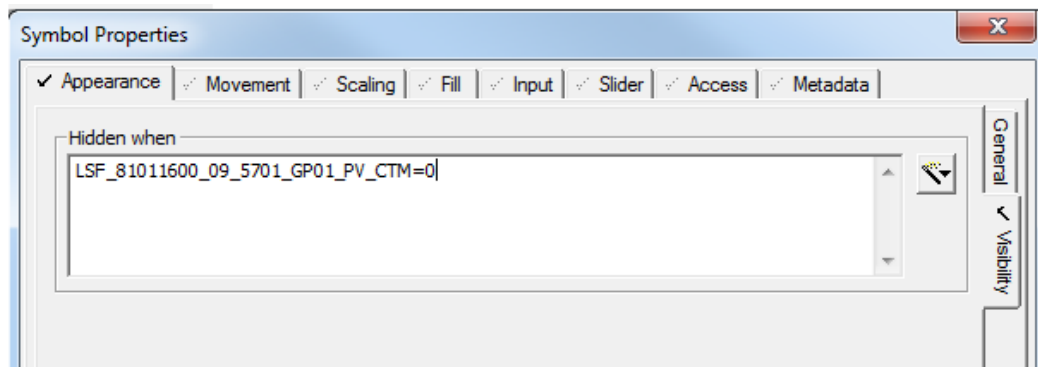 Symbol Properties
Appearance Movement Scaling Fill Input Slider Access Metadata
Hidden when
LSF_81011600_09_5701_GP01_PV_CTM=0
General
Visibility